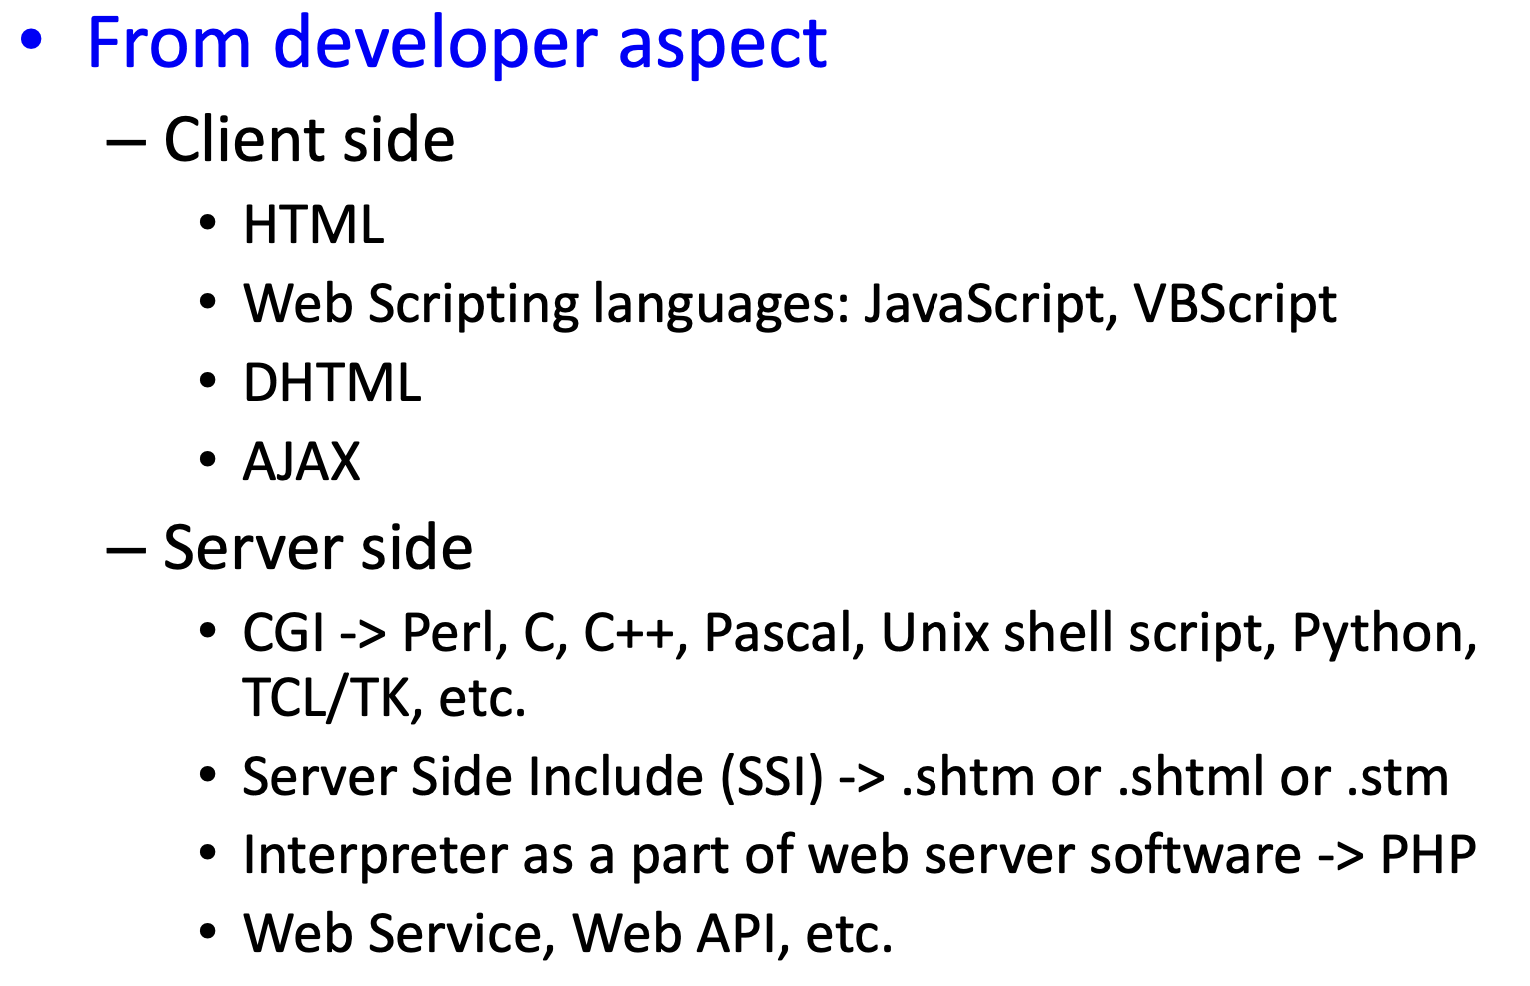 • From developer aspect
– Client side
• HTML
• Web Scripting languages: JavaScript, VBScript
• DHTML
• AJAX
– Server side
• CGI -> Perl, C, C++, Pascal, Unix shell script, Python,
TCL/TK, etc.
• Server Side Include (SSI) -> .shtm or .shtml or .stm
• Interpreter as a part of web server software -> PHP
• Web Service, Web API, etc.